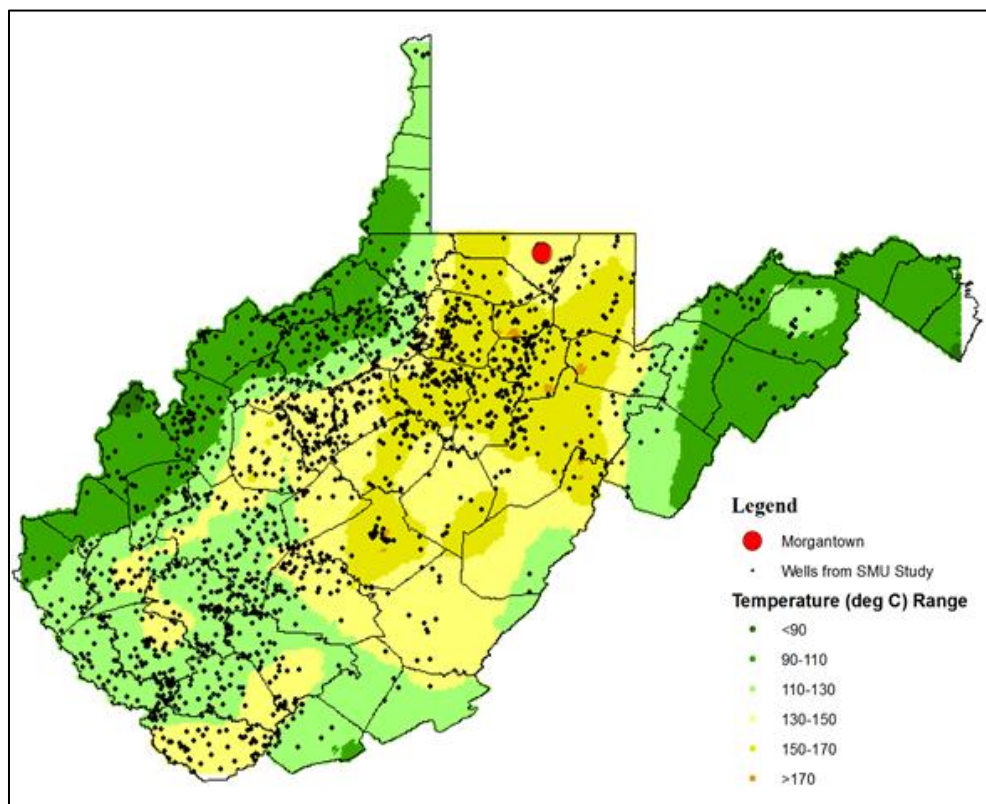 Legend
Morgantown
Wells from SMU Study
Temperature (deg C) Range
<90
90-110
110-130
130-150
150-170
>170